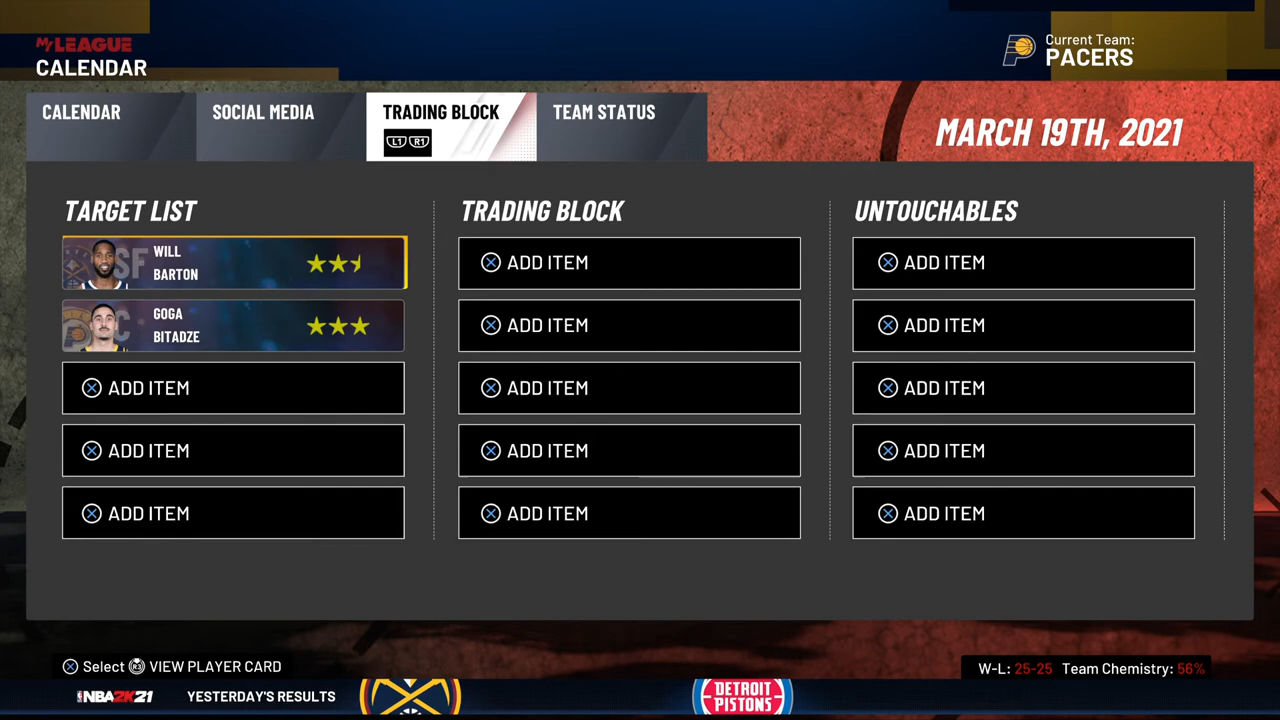 MyLEAGUE
CALENDAR
Current Team:
PACERS
CALENDAR
SOCIAL MEDIA
TRADING BLOCK
L1 R1
TEAM STATUS
MARCH 19TH, 2021
TARGET LIST
TRADING BLOCK
UNTOUCHABLES
SF
WILL
BARTON
C
GOGA
BITADZE
ADD ITEM
ADD ITEM
ADD ITEM
ADD ITEM
ADD ITEM
ADD ITEM
ADD ITEM
ADD ITEM
ADD ITEM
ADD ITEM
ADD ITEM
ADD ITEM
ADD ITEM
Select R3 VIEW PLAYER CARD
W-L: 25-25 Team Chemistry: 56%
NBA2K21
YESTERDAY'S RESULTS
DETROIT
PISTONS